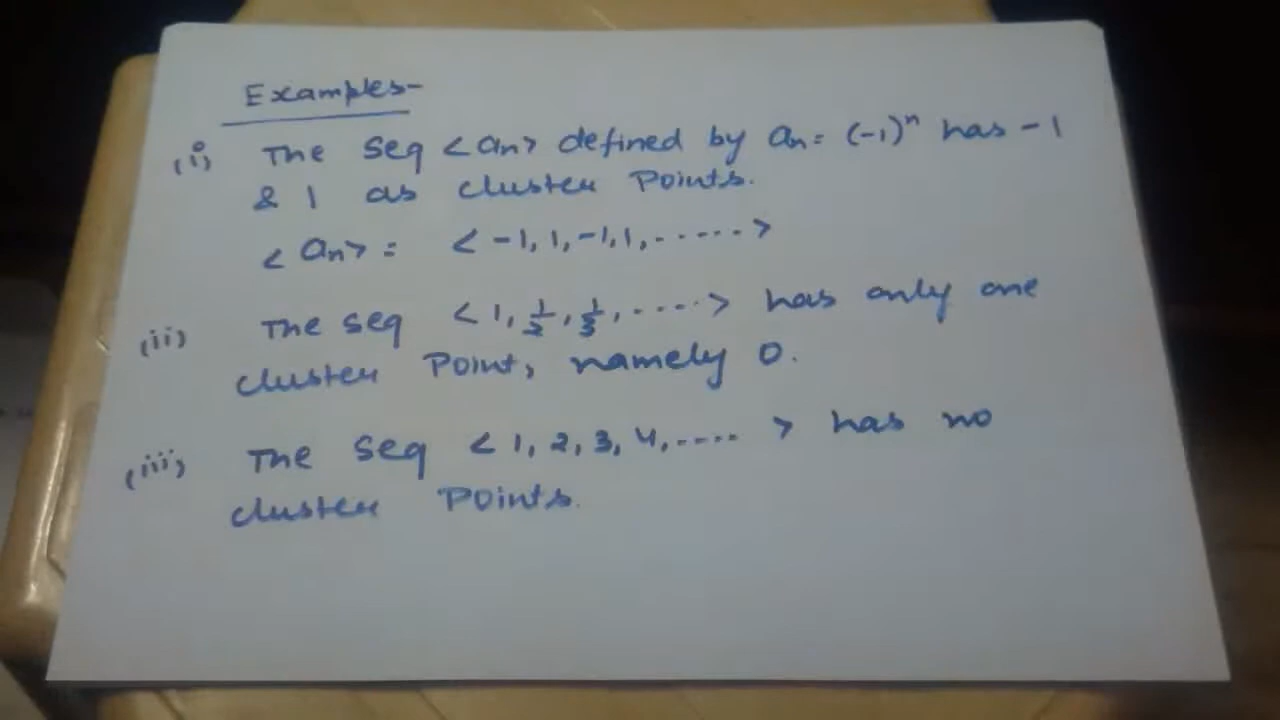 Examples-
(i) The Seq <an> defined by an = (-1)^n has -1
& 1 as cluster Points.
<an> = <-1, 1, -1, 1, ......>
(ii) The seq <1, 1/2, 1/3, .....> has only one
cluster Point, namely 0.
(iii) The Seq <1, 2, 3, 4, ..... > has no
cluster Points.